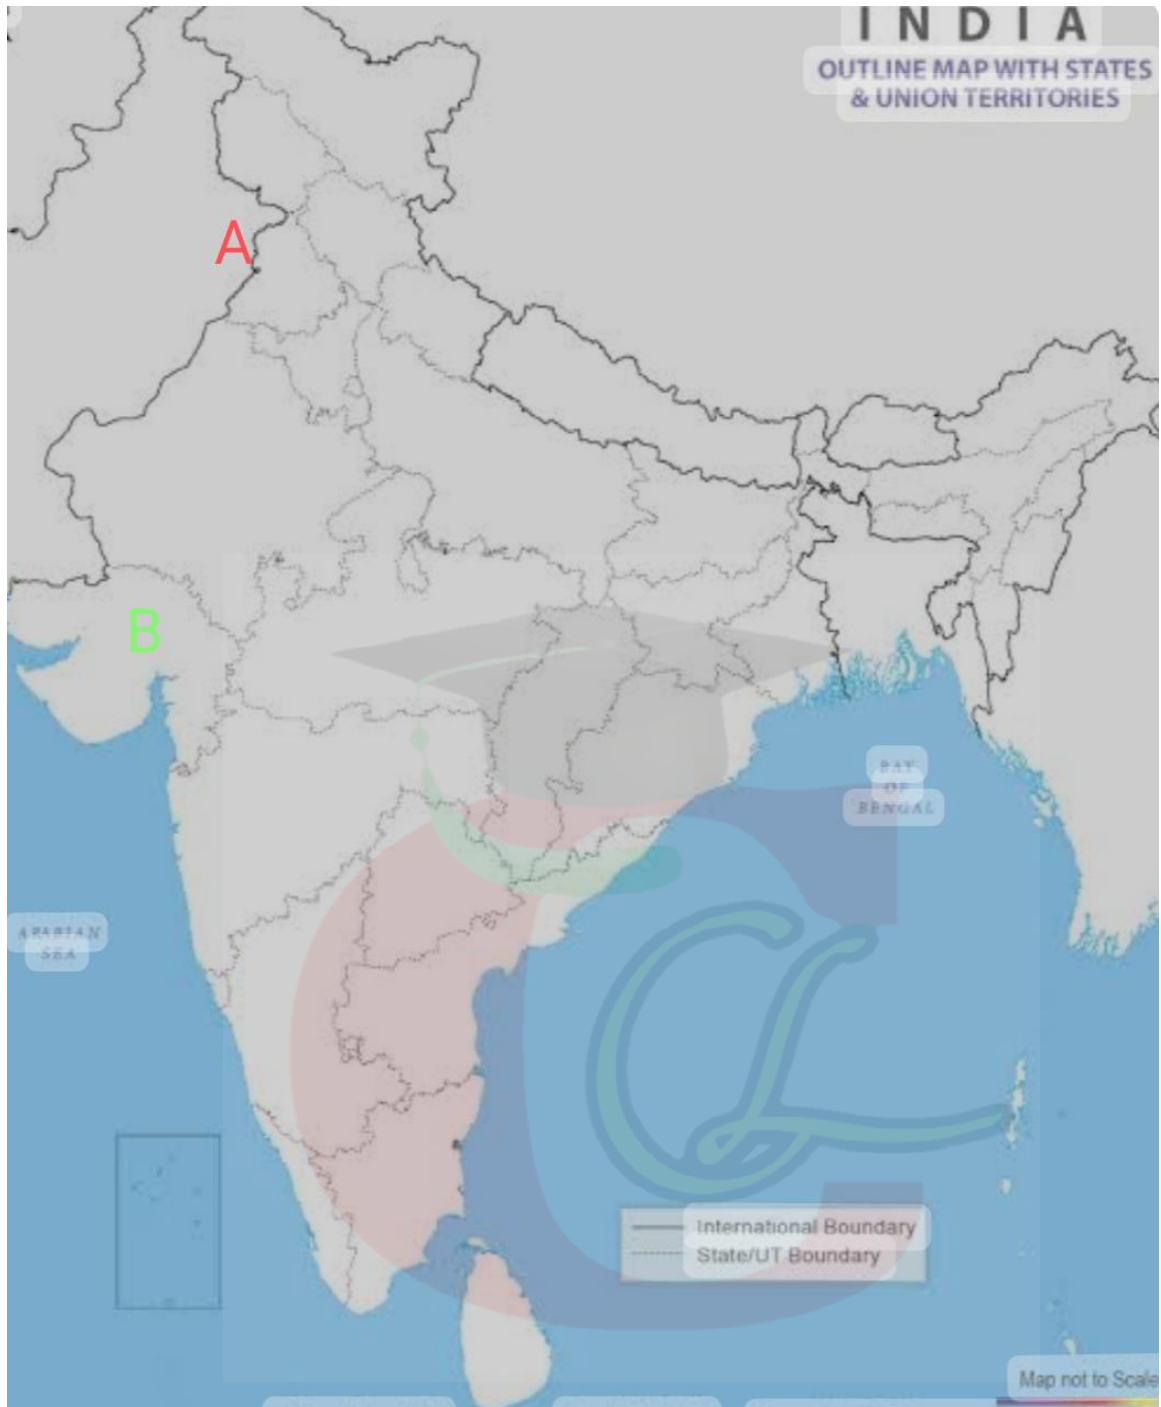 I N D I A
OUTLINE MAP WITH STATES
& UNION TERRITORIES
A
B
BAY
OF
BENGAL
ARABIAN
SEA
CL
International Boundary
State/UT Boundary
Map not to Scale